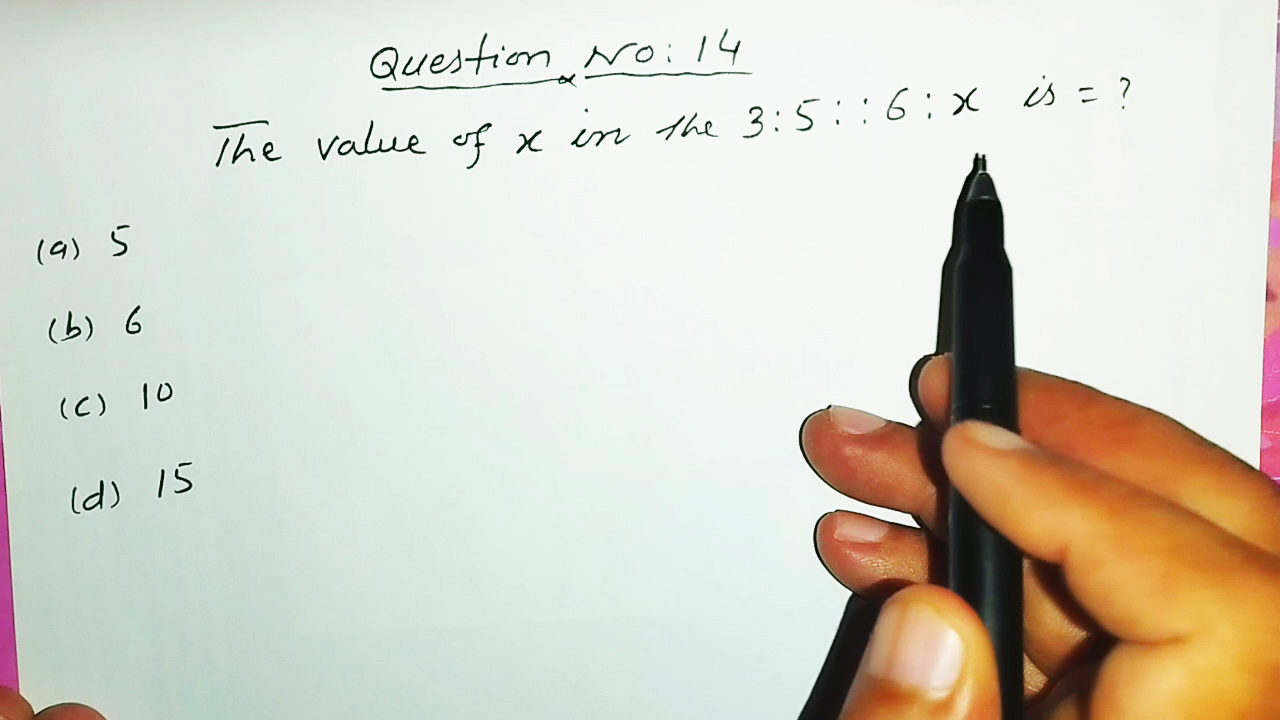 Question No: 14
The value of x in the 3:5::6:x is = ?
(a) 5
(b) 6
(c) 10
(d) 15